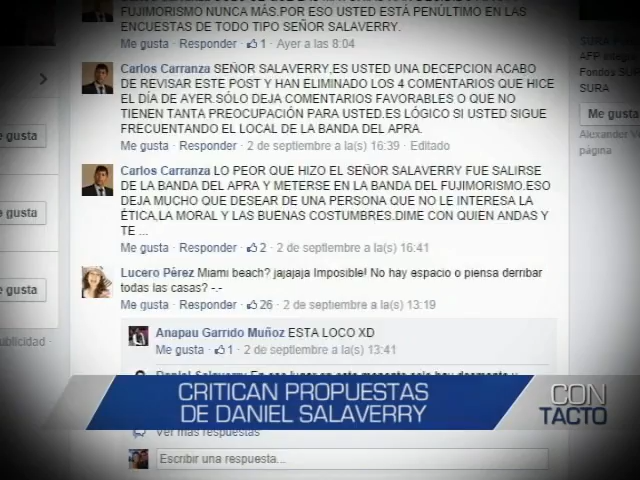 FUJIMORISMO NUNCA MÁS.POR ESO USTED ESTÁ PENÚLTIMO EN LAS
ENCUESTAS DE TODO TIPO SEÑOR SALAVERRY.
Me gusta · Responder · 1 · Ayer a las 8:04
Carlos Carranza SEÑOR SALAVERRY,ES USTED UNA DECEPCION ACABO
DE REVISAR ESTE POST Y HAN ELIMINADO LOS 4 COMENTARIOS QUE HICE
EL DÍA DE AYER.SÓLO DEJA COMENTARIOS FAVORABLES O QUE NO
TIENEN TANTA PREOCUPACIÓN PARA USTED.ES LÓGICO SI USTED SIGUE
FRECUENTANDO EL LOCAL DE LA BANDA DEL APRA.
Me gusta · Responder · 2 de septiembre a la(s) 16:39 · Editado
Carlos Carranza LO PEOR QUE HIZO EL SEÑOR SALAVERRY FUE SALIRSE
DE LA BANDA DEL APRA Y METERSE EN LA BANDA DEL FUJIMORISMO.ESO
DEJA MUCHO QUE DESEAR DE UNA PERSONA QUE NO LE INTERESA LA
ÉTICA,LA MORAL Y LAS BUENAS COSTUMBRES.DIME CON QUIEN ANDAS Y
TE ...
Me gusta · Responder · 2 · 2 de septiembre a la(s) 16:41
Lucero Pérez Miami beach? jajajaja Imposible! No hay espacio o piensa derribar
todas las casas? -.-
Me gusta · Responder · 26 · 2 de septiembre a la(s) 13:19
Anapau Garrido Muñoz ESTA LOCO XD
Me gusta · 1 · 2 de septiembre a la(s) 13:41
CRITICAN PROPUESTAS
DE DANIEL SALAVERRY
CON
TACTO
Ver más respuestas
Escribir una respuesta...
e gusta
e gusta
e gusta
ublicidad ·
SURA
Fondos
SURA
Me gusta
Alexander
página